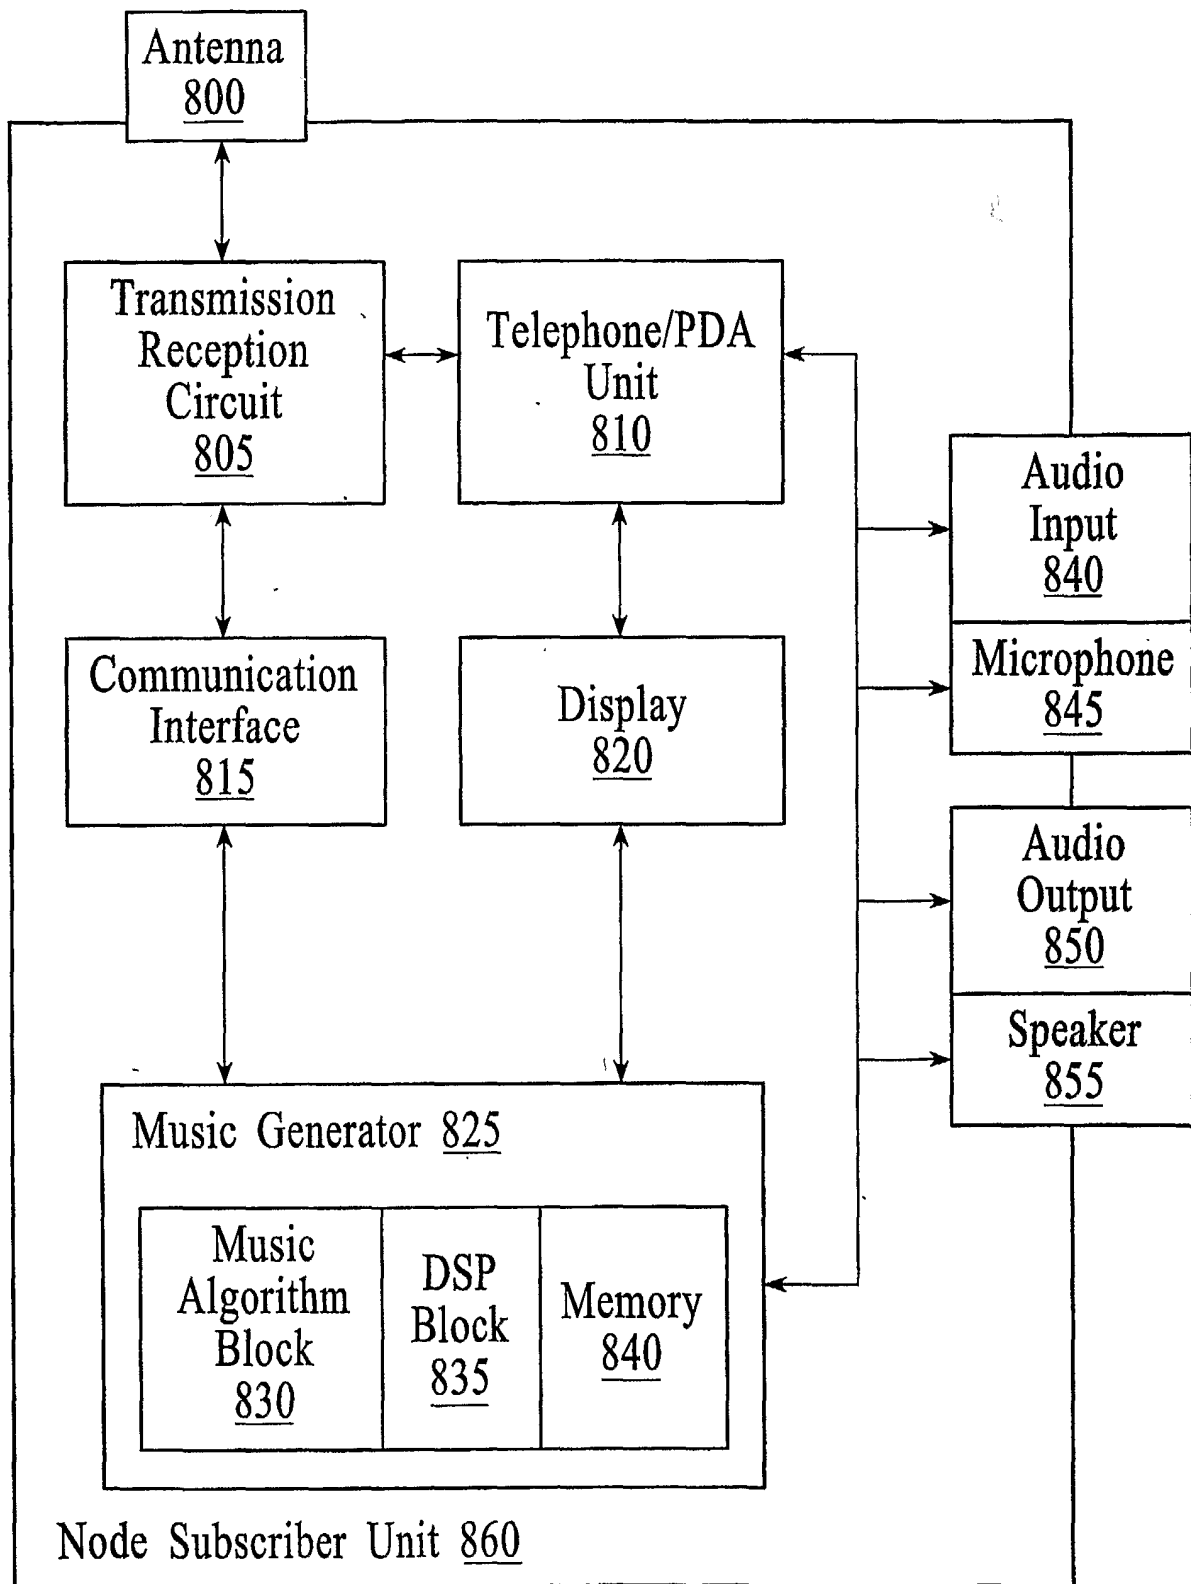 Antenna
800
Transmission
Reception
Circuit
805
Telephone/PDA
Unit
810
Audio
Input
840
Microphone
845
Communication
Interface
815
Display
820
Audio
Output
850
Speaker
855
Music Generator 825
Music
Algorithm
Block
830
DSP
Block
835
Memory
840
Node Subscriber Unit 860